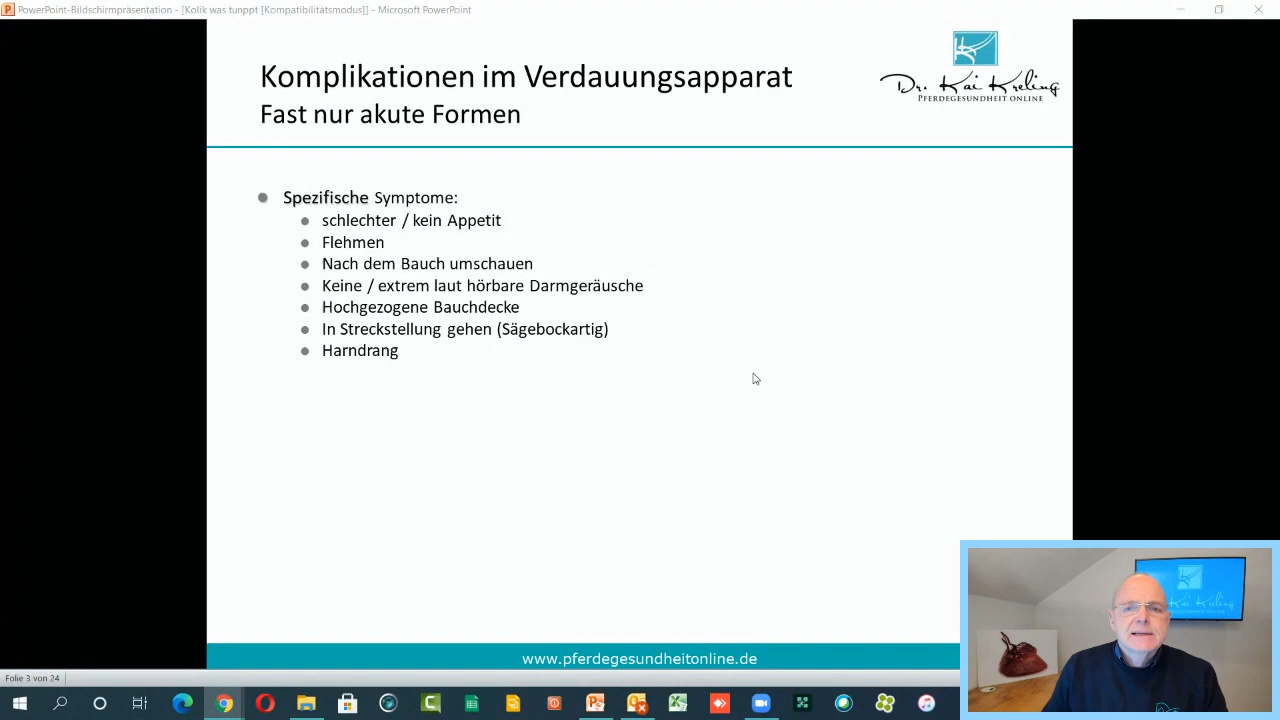 PowerPoint-Bildschirmpräsentation - [Kolik was tunppt [Kompatibilitätsmodus]] - Microsoft PowerPoint
Komplikationen im Verdauungsapparat
Fast nur akute Formen
Dr. Kai Kreling
PFERDEGESUNDHEIT ONLINE
Spezifische Symptome:
schlechter / kein Appetit
Flehmen
Nach dem Bauch umschauen
Keine / extrem laut hörbare Darmgeräusche
Hochgezogene Bauchdecke
In Streckstellung gehen (Sägebockartig)
Harndrang
www.pferdegesundheitonline.de
Kai Kreling
Folie 3 von 24